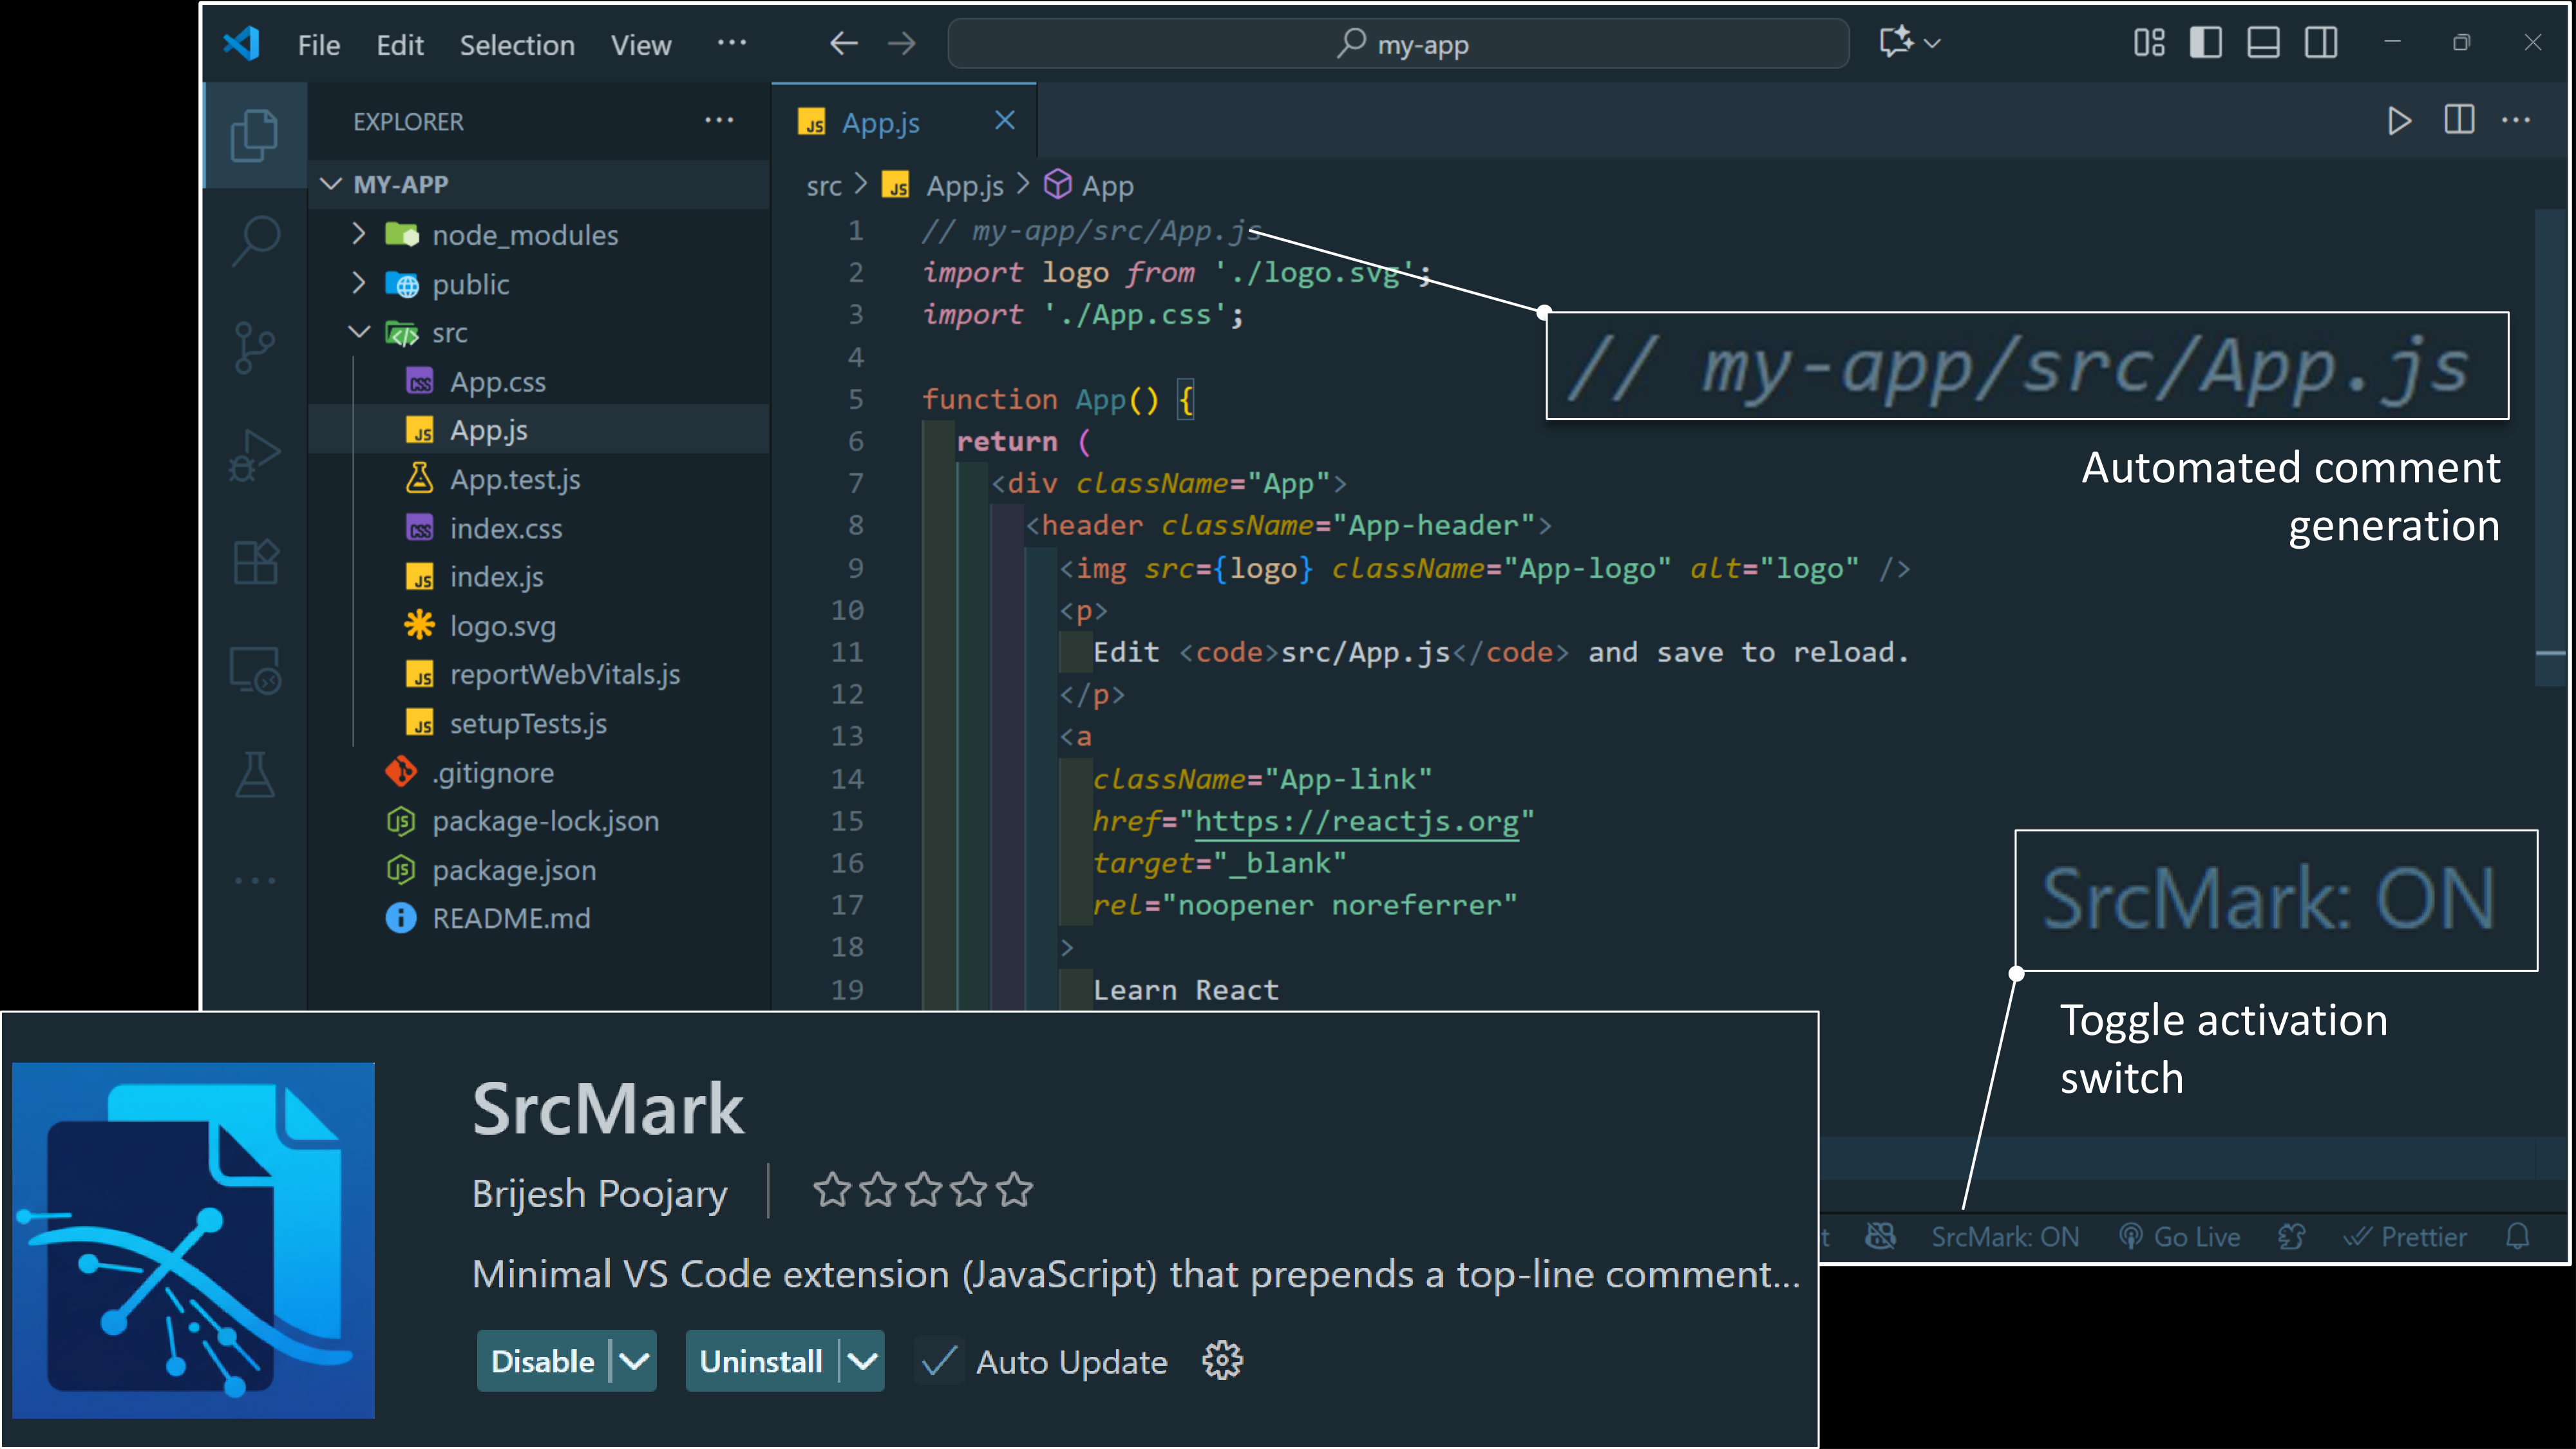 File Edit Selection View ···
my-app
EXPLORER ···
MY-APP
node_modules
public
src
App.css
App.js
App.test.js
index.css
index.js
logo.svg
reportWebVitals.js
setupTests.js
.gitignore
package-lock.json
package.json
README.md
App.js
src > App.js > App
1 // my-app/src/App.js
2 import logo from './logo.svg';
3 import './App.css';
4
5 function App() {
6 return (
7 <div className="App">
8 <header className="App-header">
9 <img src={logo} className="App-logo" alt="logo" />
10 <p>
11 Edit <code>src/App.js</code> and save to reload.
12 </p>
13 <a
14 className="App-link"
15 href="https://reactjs.org"
16 target="_blank"
17 rel="noopener noreferrer"
18 >
19 Learn React
// my-app/src/App.js
Automated comment
generation
SrcMark: ON
Toggle activation
switch
SrcMark: ON Go Live Prettier
SrcMark
Brijesh Poojary
Minimal VS Code extension (JavaScript) that prepends a top-line comment...
Disable Uninstall Auto Update